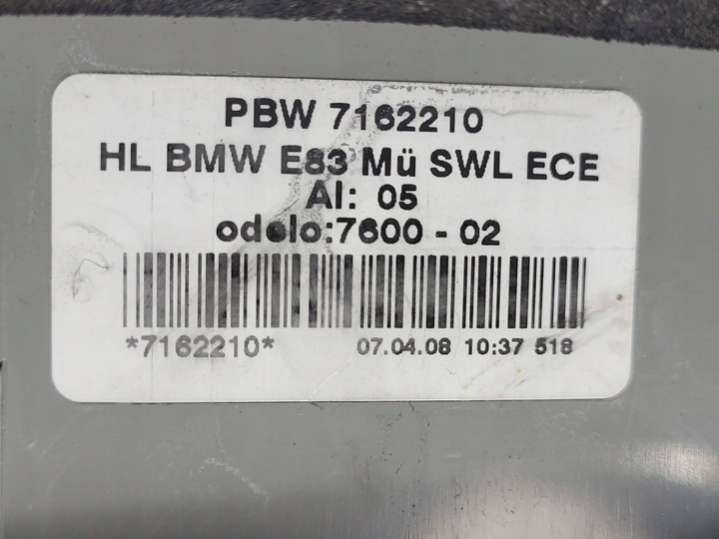 PBW 7162210
HL BMW E83 Mü SWL ECE
AI: 05
odelo:7600 - 02
*7162210* 07.04.08 10:37 518